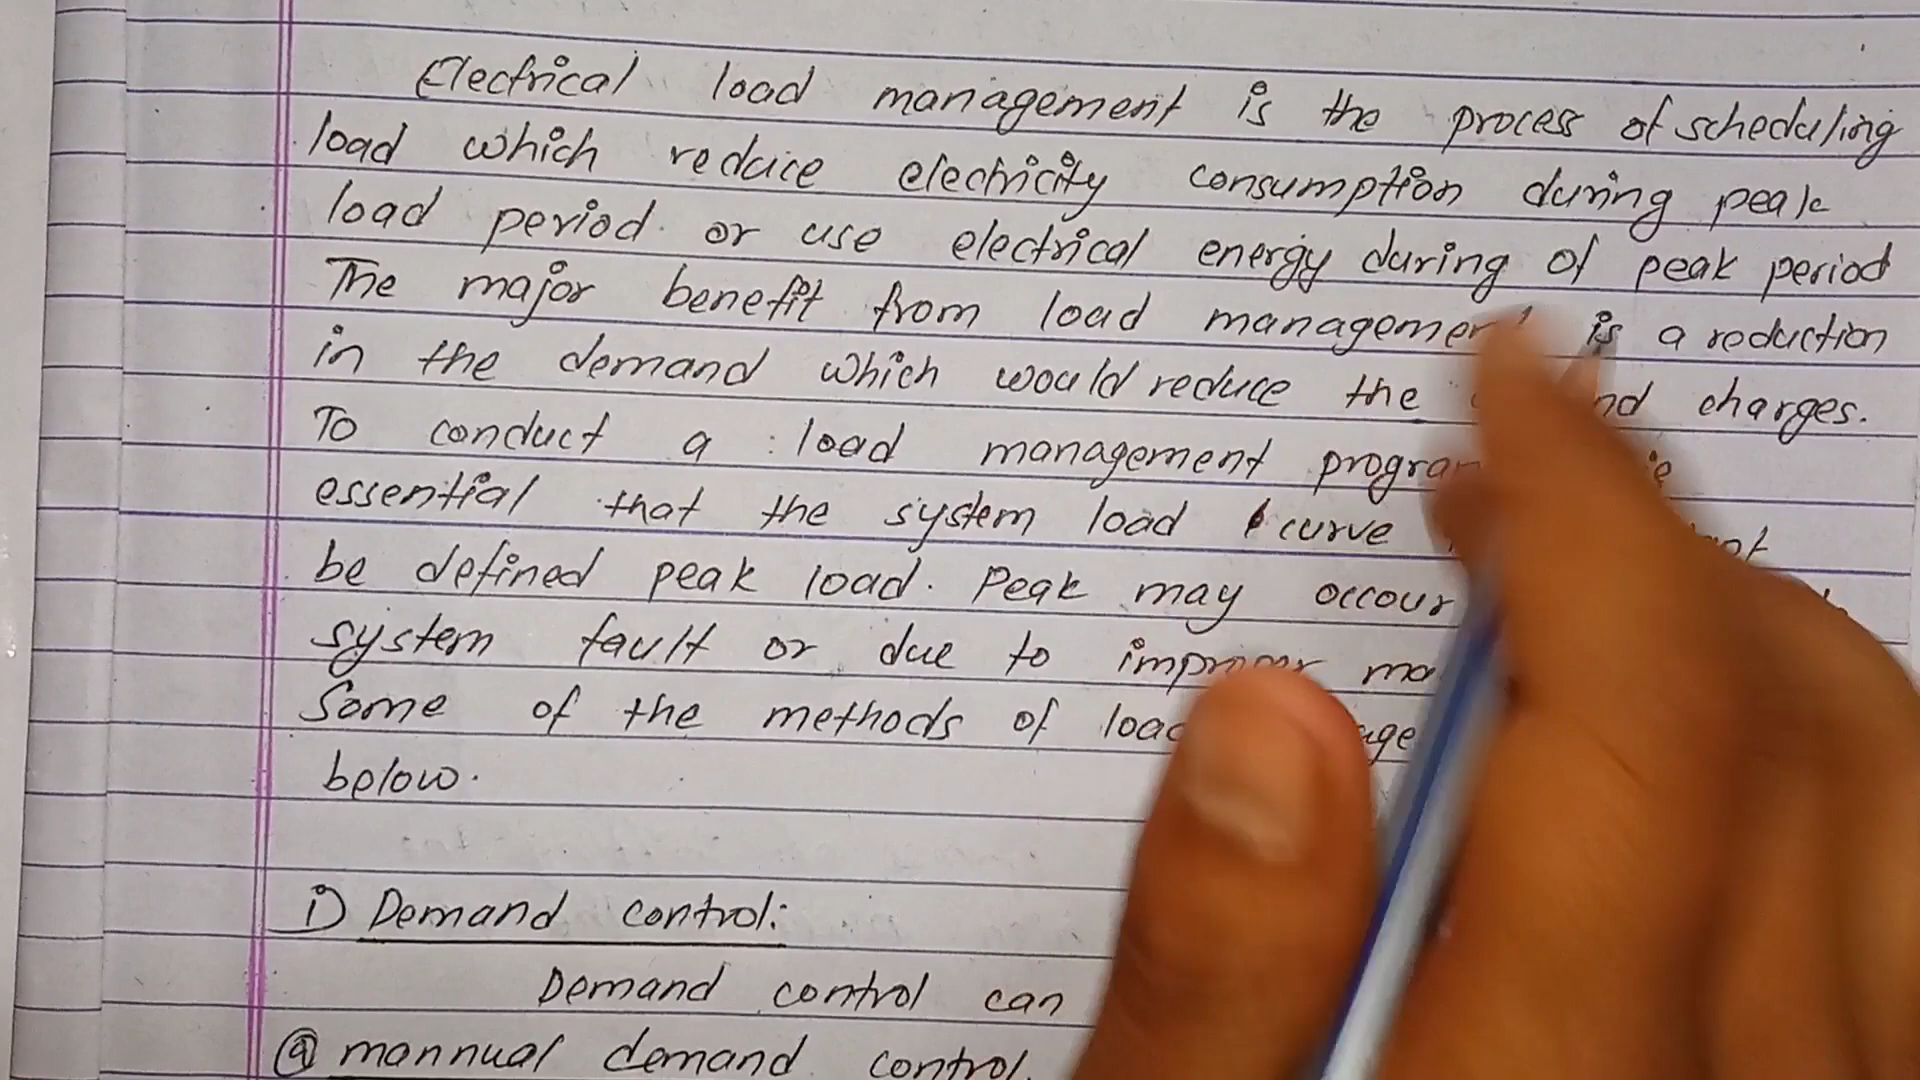 Electrical load management is the process of scheduling
load which reduce electricity consumption during peak
load period. or use electrical energy during of peak period
The major benefit from load management is a reduction
in the demand which would reduce the charges.
To conduct a load management
essential that the system load curve
be defined peak load. Peak may occour
system fault or due to improper
Some of the methods of
below.
i) Demand control:
Demand control can
@ mannual demand control.